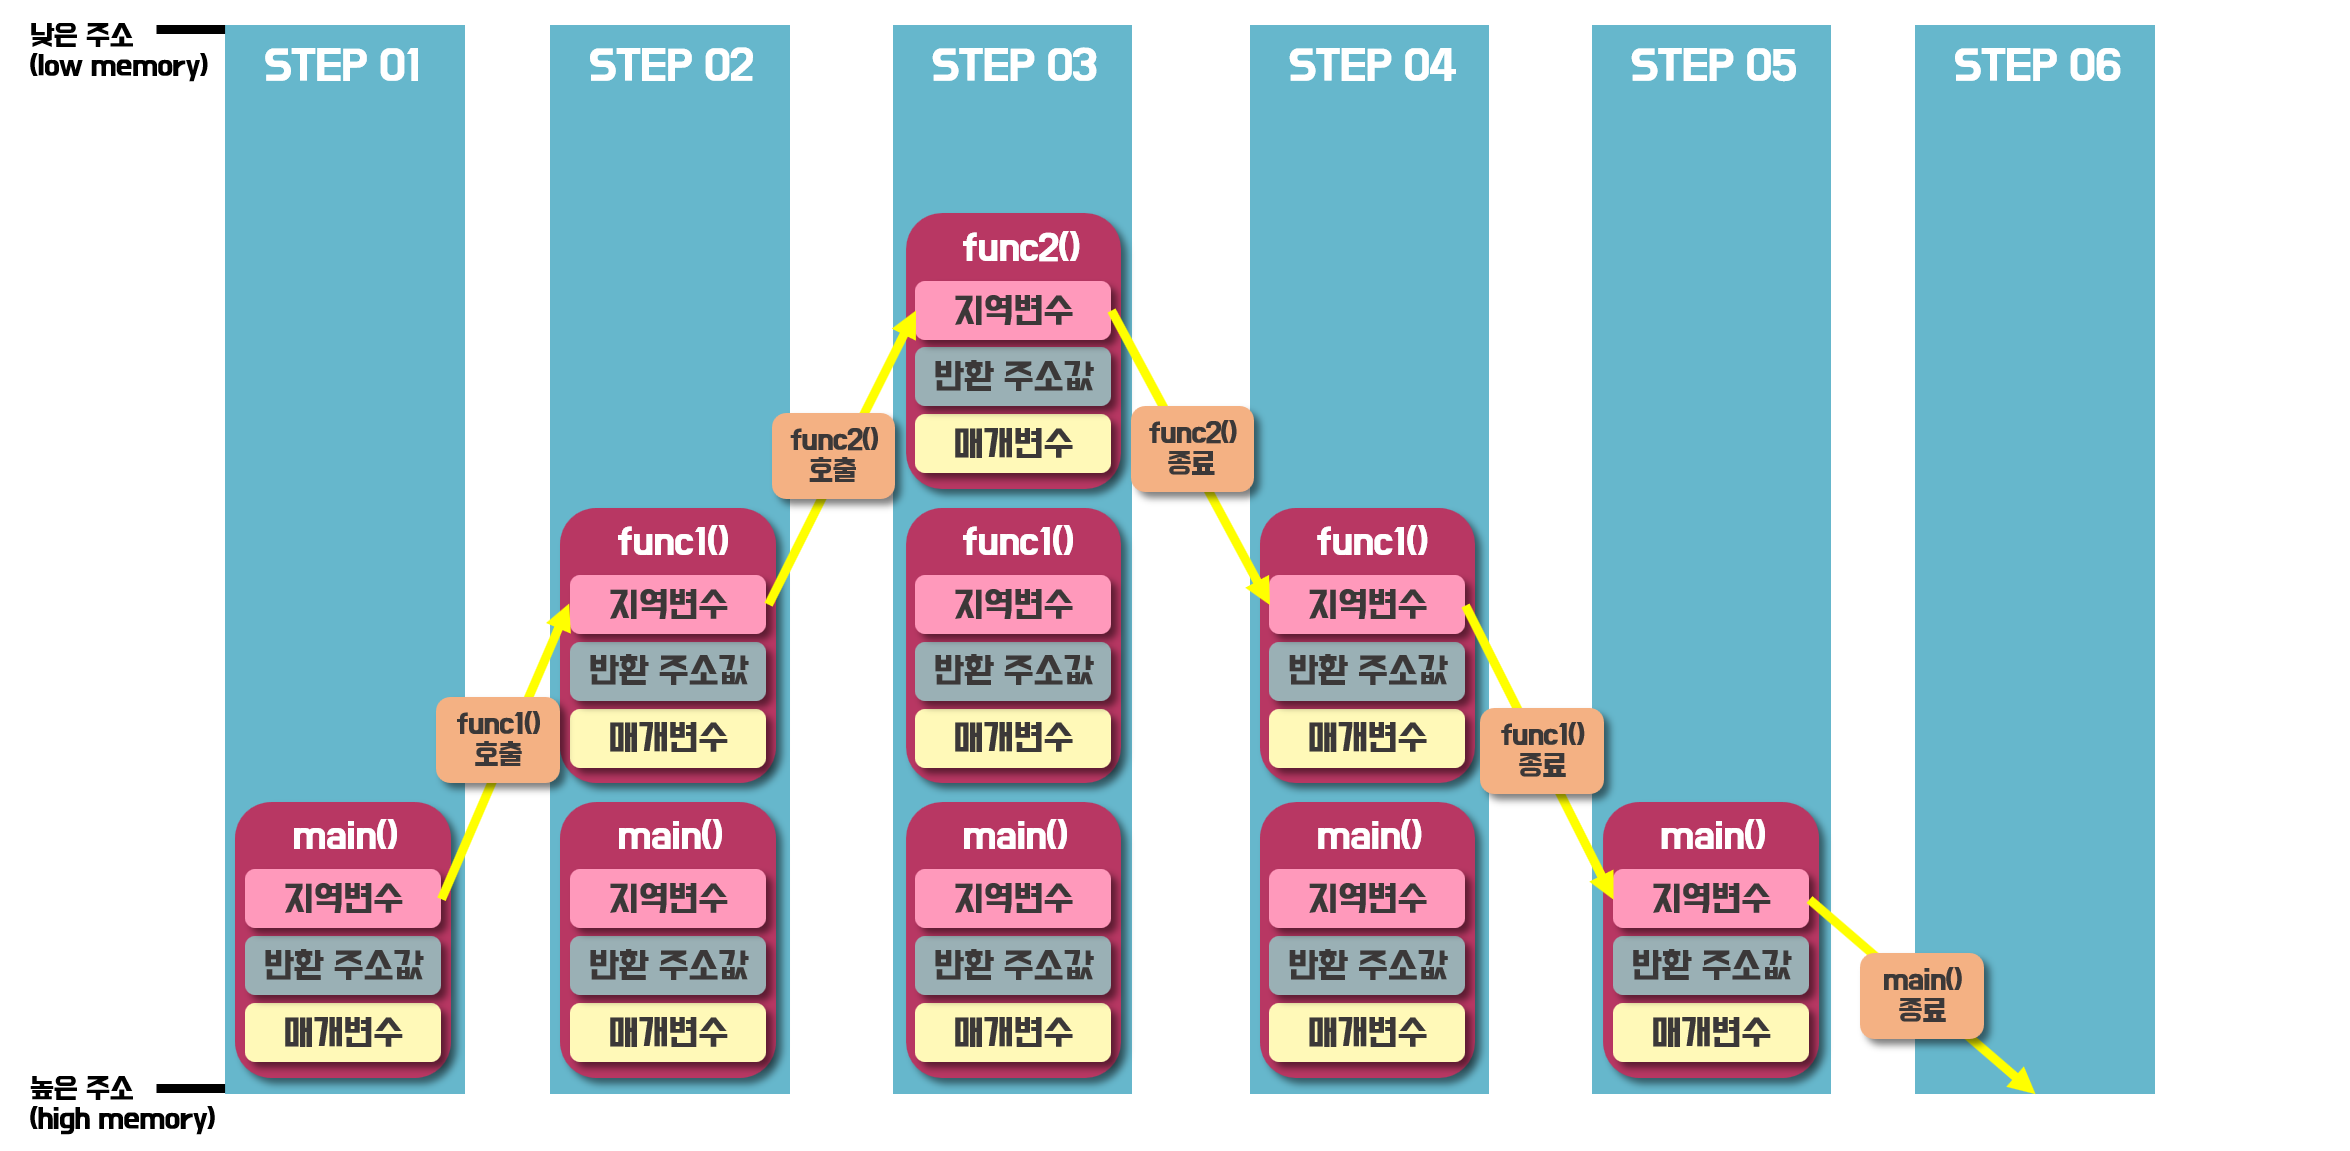 낮은 주소
(low memory)
STEP 01
main()
지역변수
반환 주소값
매개변수
func1()
호출
STEP 02
func1()
지역변수
반환 주소값
매개변수
main()
지역변수
반환 주소값
매개변수
func2()
호출
STEP 03
func2()
지역변수
반환 주소값
매개변수
func1()
지역변수
반환 주소값
매개변수
main()
지역변수
반환 주소값
매개변수
func2()
종료
STEP 04
func1()
지역변수
반환 주소값
매개변수
main()
지역변수
반환 주소값
매개변수
func1()
종료
STEP 05
main()
지역변수
반환 주소값
매개변수
main()
종료
STEP 06
높은 주소
(high memory)